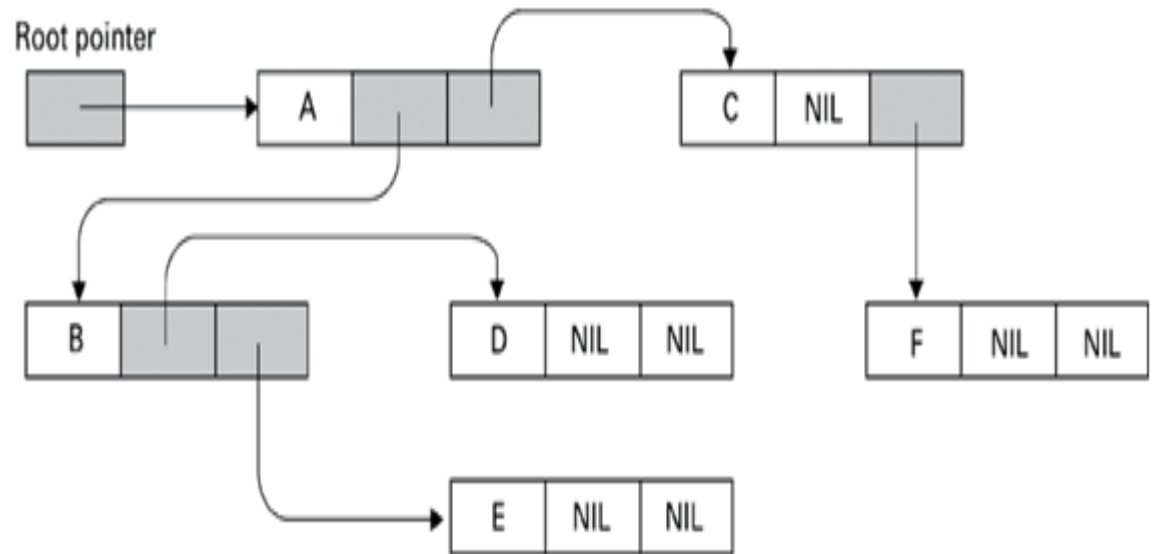 Root pointer
A
C NIL
B
D NIL NIL
F NIL NIL
E NIL NIL